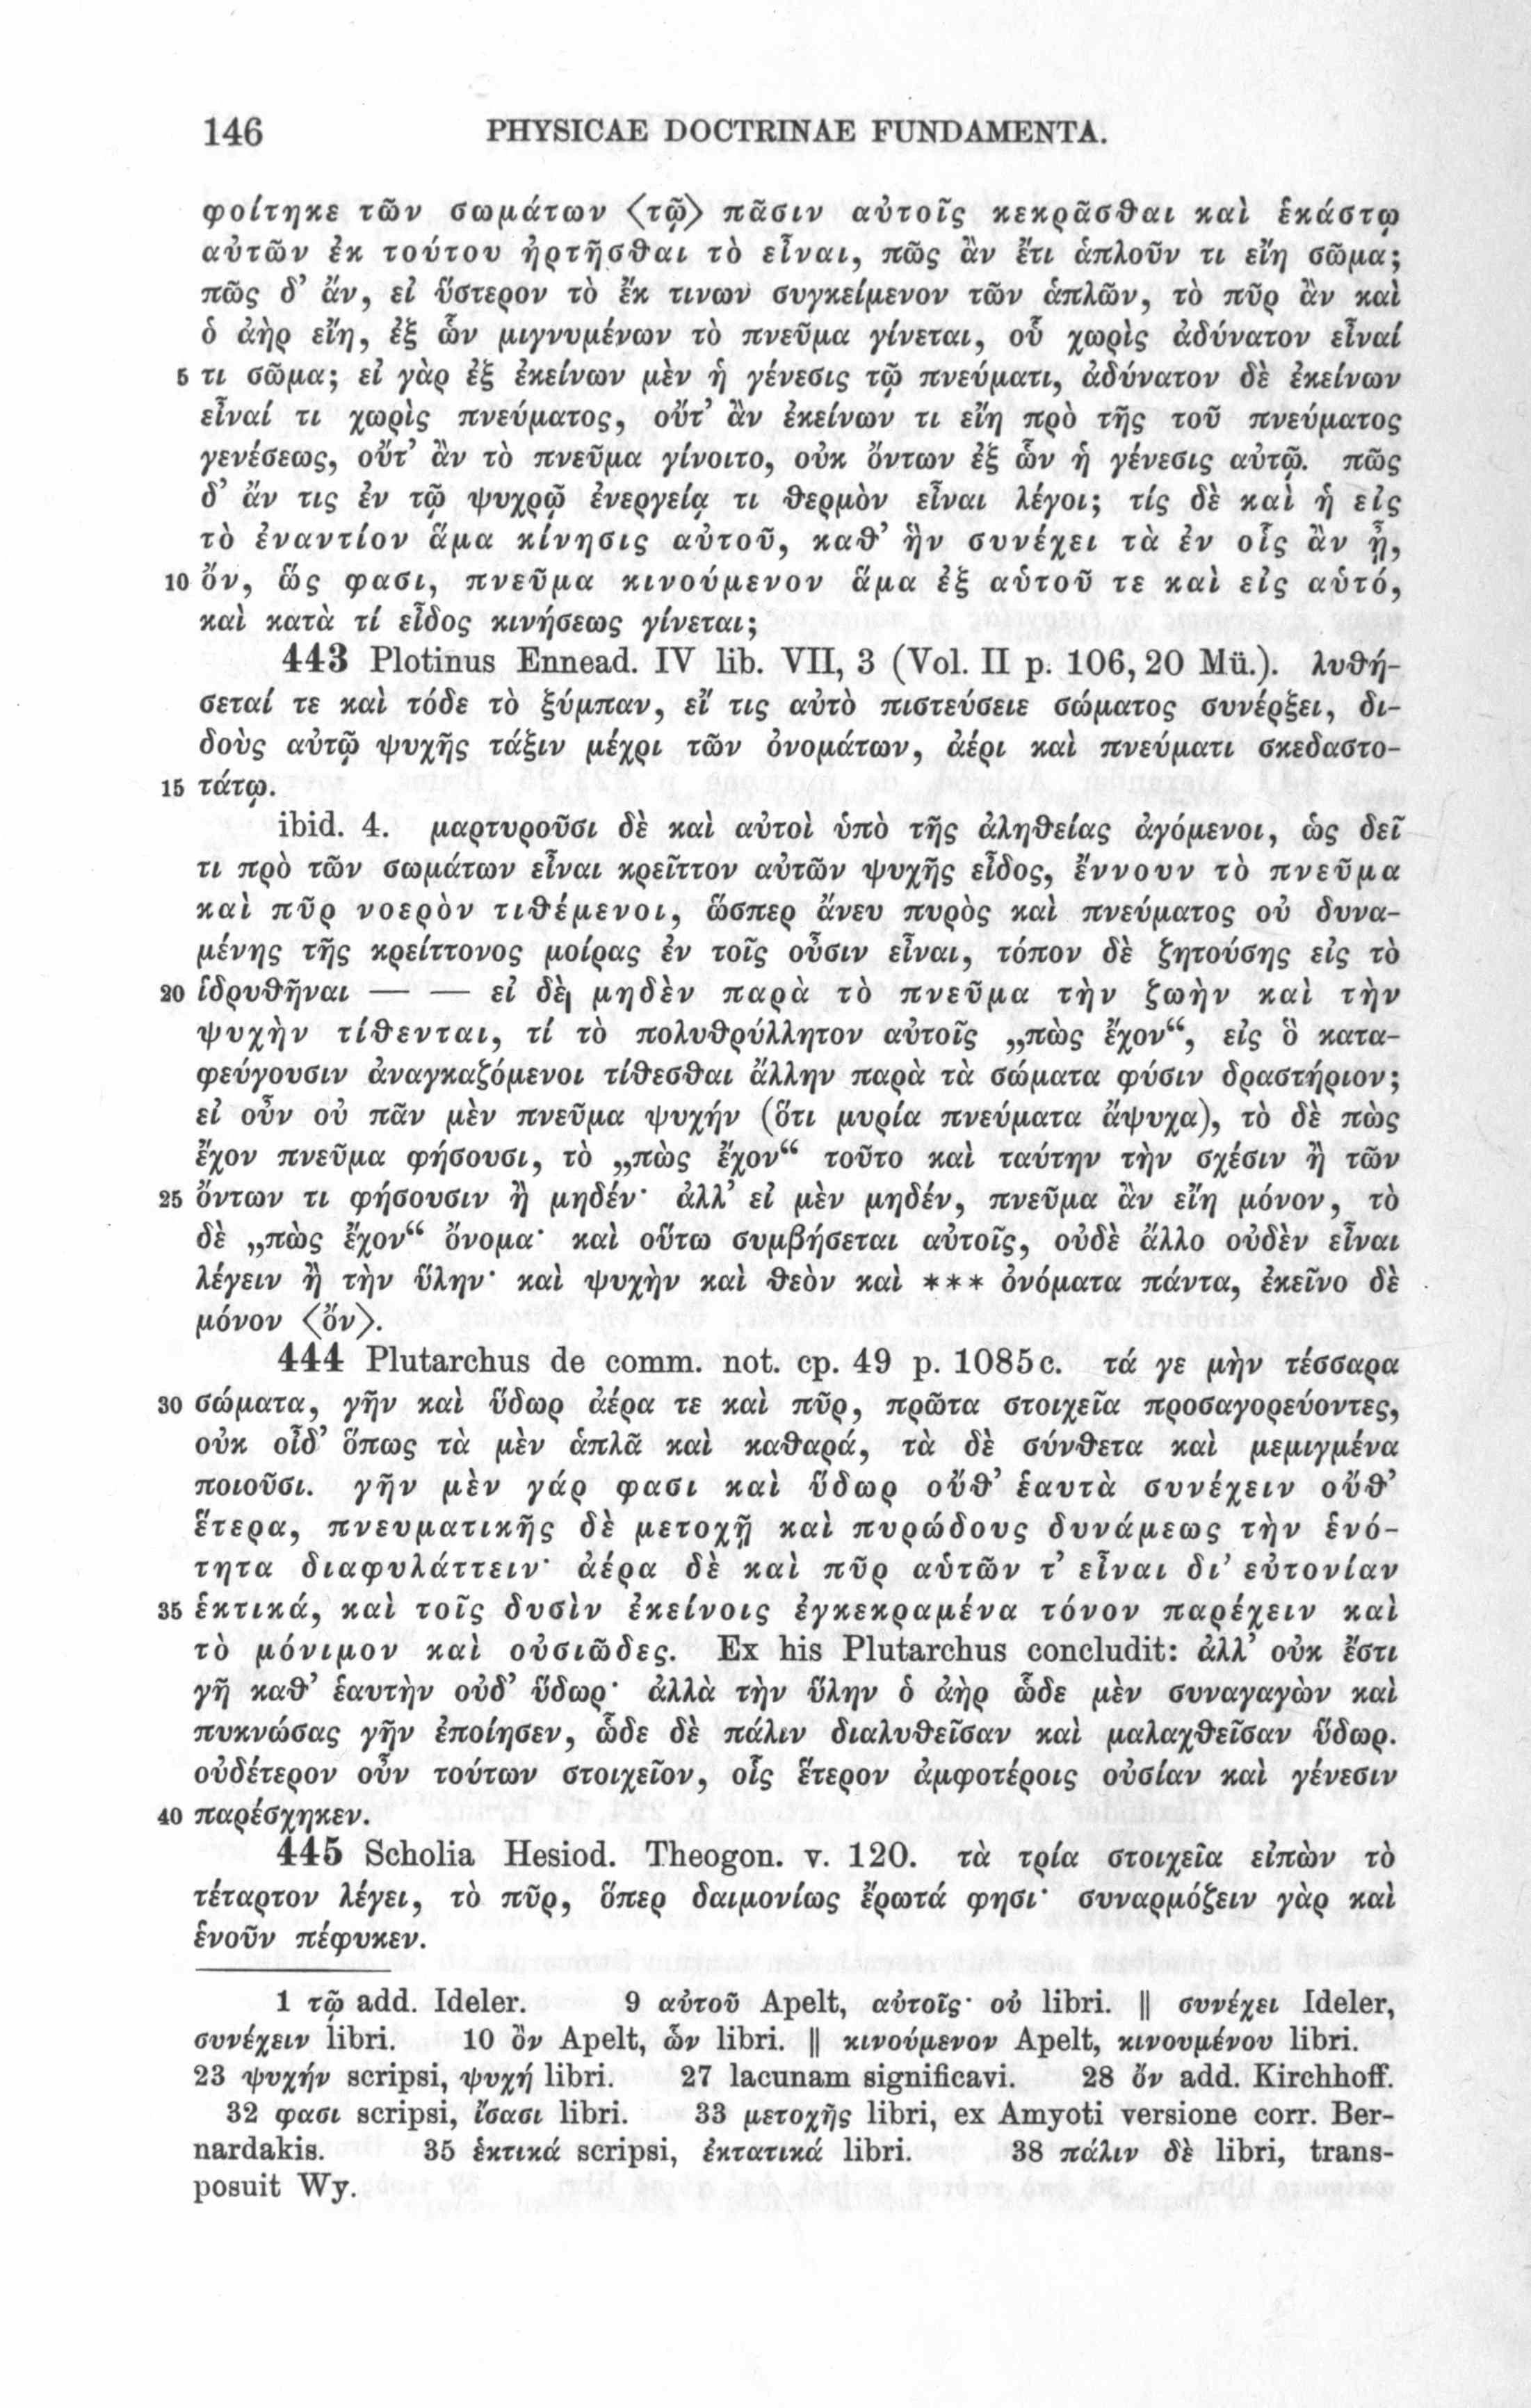 146 PHYSICAE DOCTRINAE FUNDAMENTA.
φοίτηκε τῶν σωμάτων 〈τῷ〉 πᾶσιν αὐτοῖς κεκρᾶσθαι καὶ ἑκάστῳ
αὐτῶν ἐκ τούτου ἠρτῆσθαι τὸ εἶναι, πῶς ἂν ἔτι ἁπλοῦν τι εἴη σῶμα;
πῶς δ’ ἄν, εἰ ὕστερον τὸ ἔκ τινων συγκείμενον τῶν ἁπλῶν, τὸ πῦρ ἂν καὶ
ὁ ἀὴρ εἴη, ἐξ ὧν μιγνυμένων τὸ πνεῦμα γίνεται, οὗ χωρὶς ἀδύνατον εἶναί
5 τι σῶμα; εἰ γὰρ ἐξ ἐκείνων μὲν ἡ γένεσις τῷ πνεύματι, ἀδύνατον δὲ ἐκείνων
εἶναί τι χωρὶς πνεύματος, οὔτ’ ἂν ἐκείνων τι εἴη πρὸ τῆς τοῦ πνεύματος
γενέσεως, οὔτ’ ἂν τὸ πνεῦμα γίνοιτο, οὐκ ὄντων ἐξ ὧν ἡ γένεσις αὐτῷ. πῶς
δ’ ἄν τις ἐν τῷ ψυχρῷ ἐνεργείᾳ τι θερμὸν εἶναι λέγοι; τίς δὲ καὶ ἡ εἰς
τὸ ἐναντίον ἅμα κίνησις αὐτοῦ, καθ’ ἣν συνέχει τὰ ἐν οἷς ἂν ᾖ,
10 ὄν, ὥς φασι, πνεῦμα κινούμενον ἅμα ἐξ αὑτοῦ τε καὶ εἰς αὑτό,
καὶ κατὰ τί εἶδος κινήσεως γίνεται;
443 Plotinus Ennead. IV lib. VII, 3 (Vol. II p. 106, 20 Mü.). λυθή-
σεταί τε καὶ τόδε τὸ ξύμπαν, εἴ τις αὐτὸ πιστεύσειε σώματος συνέρξει, δι-
δοὺς αὐτῷ ψυχῆς τάξιν μέχρι τῶν ὀνομάτων, ἀέρι καὶ πνεύματι σκεδαστο-
15 τάτῳ.
ibid. 4. μαρτυροῦσι δὲ καὶ αὐτοὶ ὑπὸ τῆς ἀληθείας ἀγόμενοι, ὡς δεῖ
τι πρὸ τῶν σωμάτων εἶναι κρεῖττον αὐτῶν ψυχῆς εἶδος, ἔννουν τὸ πνεῦμα
καὶ πῦρ νοερὸν τιθέμενοι, ὥσπερ ἄνευ πυρὸς καὶ πνεύματος οὐ δυνα-
μένης τῆς κρείττονος μοίρας ἐν τοῖς οὖσιν εἶναι, τόπον δὲ ζητούσης εἰς τὸ
20 ἱδρυθῆναι — — εἰ δὲ μηδὲν παρὰ τὸ πνεῦμα τὴν ζωὴν καὶ τὴν
ψυχὴν τίθενται, τί τὸ πολυθρύλλητον αὐτοῖς „πὼς ἔχον“, εἰς ὃ κατα-
φεύγουσιν ἀναγκαζόμενοι τίθεσθαι ἄλλην παρὰ τὰ σώματα φύσιν δραστήριον;
εἰ οὖν οὐ πᾶν μὲν πνεῦμα ψυχήν (ὅτι μυρία πνεύματα ἄψυχα), τὸ δὲ πὼς
ἔχον πνεῦμα φήσουσι, τὸ „πὼς ἔχον“ τοῦτο καὶ ταύτην τὴν σχέσιν ἢ τῶν
25 ὄντων τι φήσουσιν ἢ μηδέν· ἀλλ’ εἰ μὲν μηδέν, πνεῦμα ἂν εἴη μόνον, τὸ
δὲ „πὼς ἔχον“ ὄνομα· καὶ οὕτω συμβήσεται αὐτοῖς, οὐδὲ ἄλλο οὐδὲν εἶναι
λέγειν ἢ τὴν ὕλην· καὶ ψυχὴν καὶ θεὸν καὶ *** ὀνόματα πάντα, ἐκεῖνο δὲ
μόνον 〈ὄν〉.
444 Plutarchus de comm. not. cp. 49 p. 1085c. τά γε μὴν τέσσαρα
30 σώματα, γῆν καὶ ὕδωρ ἀέρα τε καὶ πῦρ, πρῶτα στοιχεῖα προσαγορεύοντες,
οὐκ οἶδ’ ὅπως τὰ μὲν ἁπλᾶ καὶ καθαρά, τὰ δὲ σύνθετα καὶ μεμιγμένα
ποιοῦσι. γῆν μὲν γάρ φασι καὶ ὕδωρ οὔθ’ ἑαυτὰ συνέχειν οὔθ’
ἕτερα, πνευματικῆς δὲ μετοχῇ καὶ πυρώδους δυνάμεως τὴν ἑνό-
τητα διαφυλάττειν· ἀέρα δὲ καὶ πῦρ αὑτῶν τ’ εἶναι δι’ εὐτονίαν
35 ἑκτικά, καὶ τοῖς δυσὶν ἐκείνοις ἐγκεκραμένα τόνον παρέχειν καὶ
τὸ μόνιμον καὶ οὐσιῶδες. Ex his Plutarchus concludit: ἀλλ’ οὐκ ἔστι
γῆ καθ’ ἑαυτὴν οὐδ’ ὕδωρ· ἀλλὰ τὴν ὕλην ὁ ἀὴρ ὧδε μὲν συναγαγὼν καὶ
πυκνώσας γῆν ἐποίησεν, ὧδε δὲ πάλιν διαλυθεῖσαν καὶ μαλαχθεῖσαν ὕδωρ.
οὐδέτερον οὖν τούτων στοιχεῖον, οἷς ἕτερον ἀμφοτέροις οὐσίαν καὶ γένεσιν
40 παρέσχηκεν.
445 Scholia Hesiod. Theogon. v. 120. τὰ τρία στοιχεῖα εἰπὼν τὸ
τέταρτον λέγει, τὸ πῦρ, ὅπερ δαιμονίως ἔρωτά φησι· συναρμόζειν γὰρ καὶ
ἑνοῦν πέφυκεν.
1 τῷ add. Ideler. 9 αὐτοῦ Apelt, αὐτοῖς· οὐ libri. || συνέχει Ideler,
συνέχειν libri. 10 ὂν Apelt, ὧν libri. || κινούμενον Apelt, κινουμένου libri.
23 ψυχήν scripsi, ψυχή libri. 27 lacunam significavi. 28 ὄν add. Kirchhoff.
32 φασι scripsi, ἴσασι libri. 33 μετοχῆς libri, ex Amyoti versione corr. Ber-
nardakis. 35 ἑκτικά scripsi, ἐκτατικά libri. 38 πάλιν δὲ libri, trans-
posuit Wy.